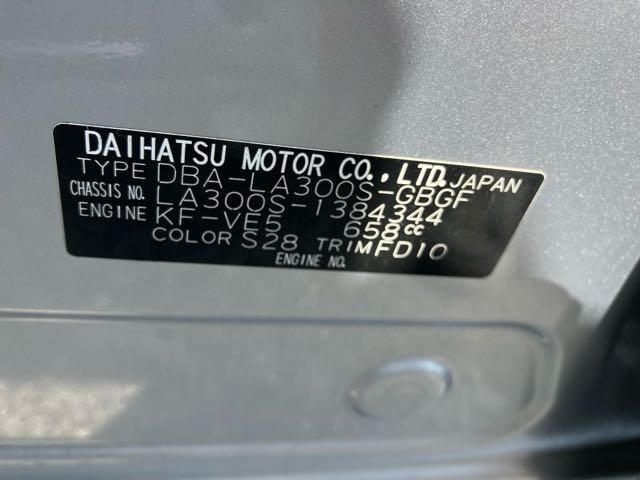 DAIHATSU MOTOR CO., LTD. JAPAN
TYPE DBA-LA300S-GBGF
CHASSIS NO. LA300S-1384344
ENGINE KF-VE5 658cc
COLOR S28 TRIM FD10
ENGINE NO.